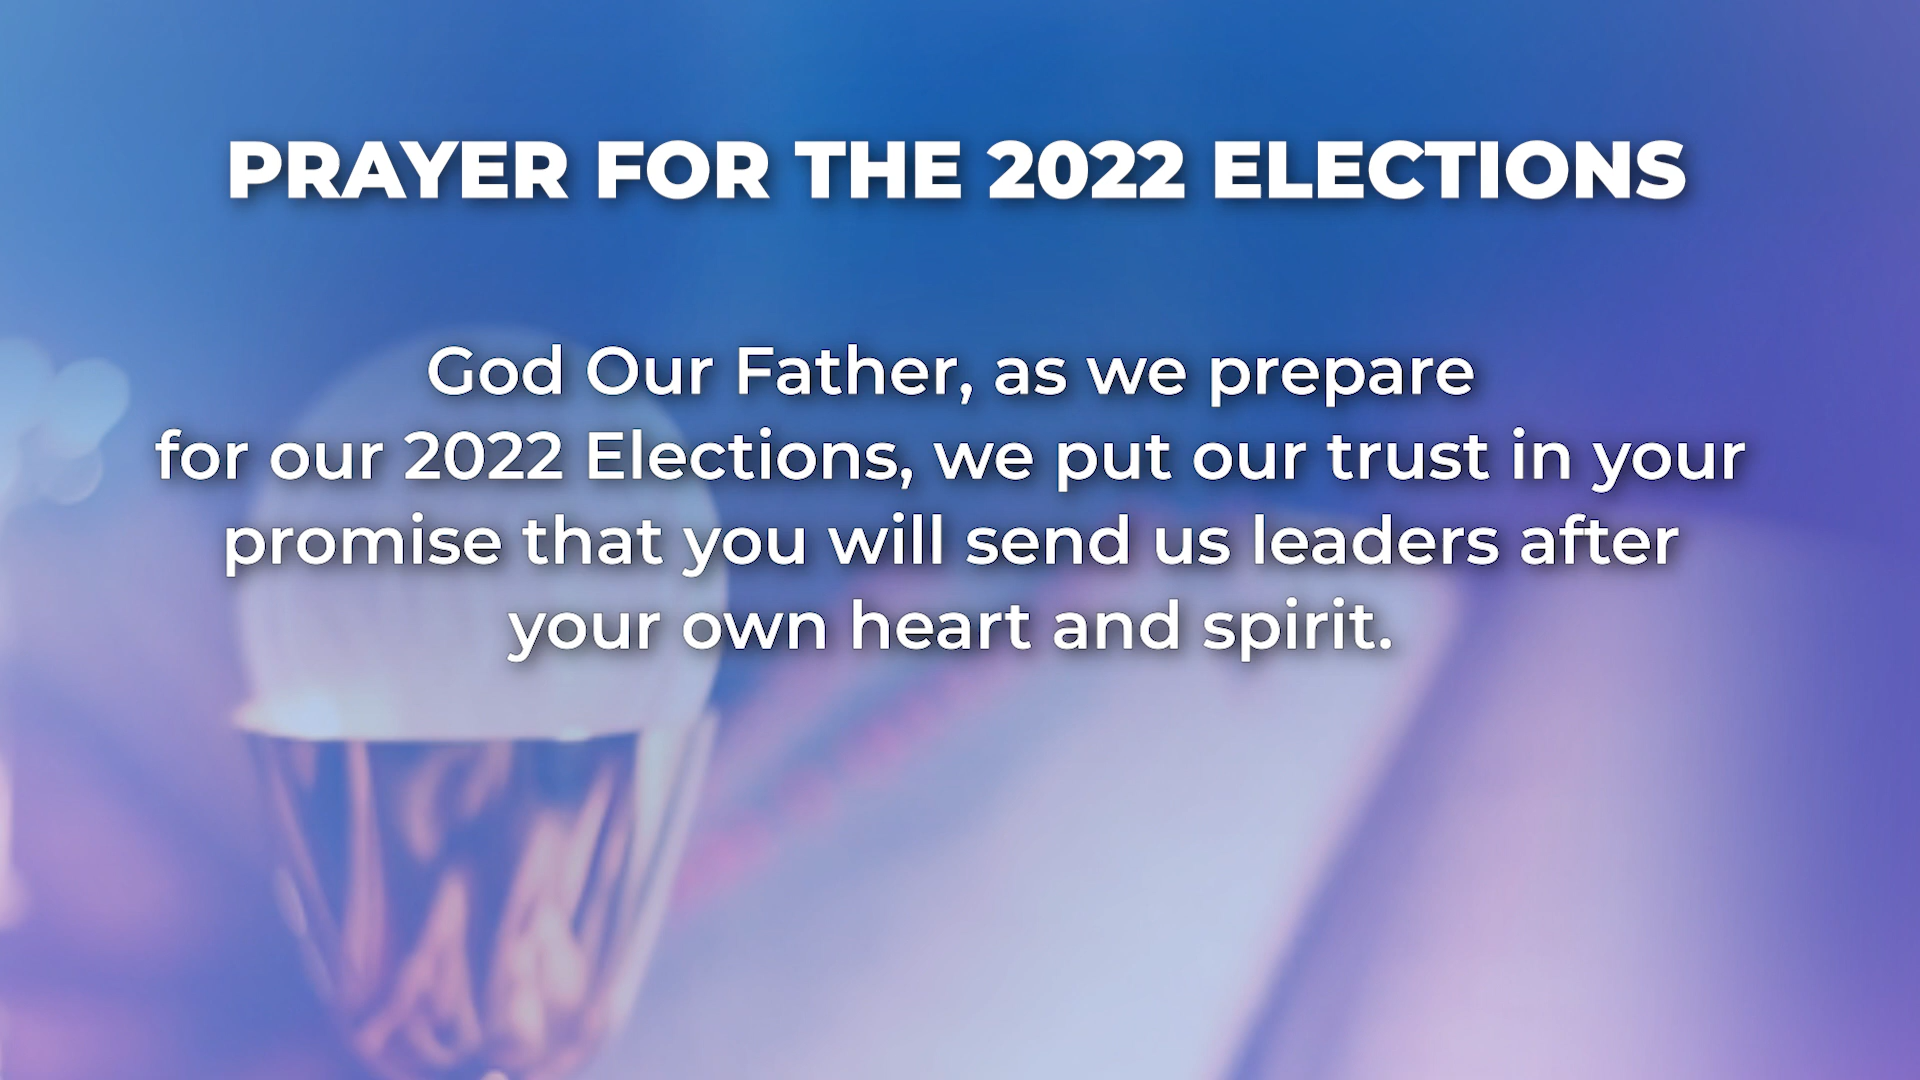 PRAYER FOR THE 2022 ELECTIONS
God Our Father, as we prepare
for our 2022 Elections, we put our trust in your
promise that you will send us leaders after
your own heart and spirit.